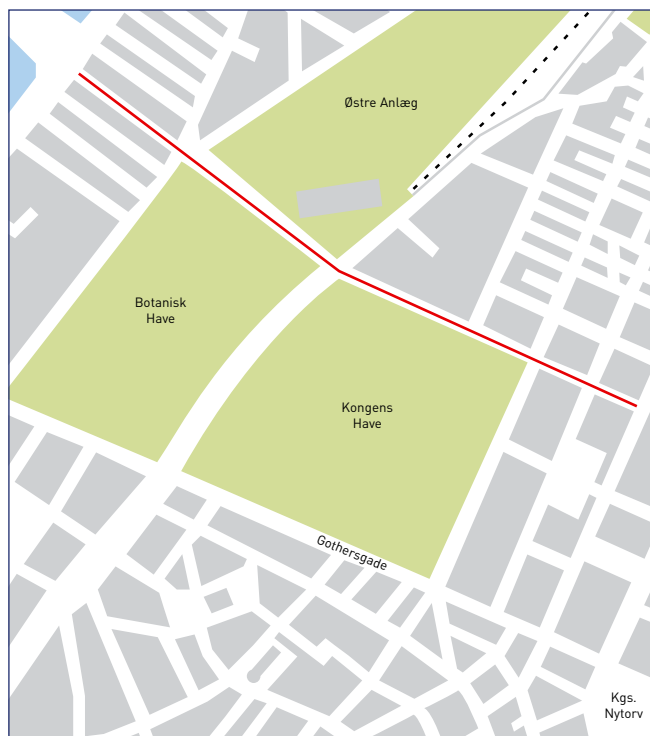 Østre Anlæg
Botanisk
Have
Kongens
Have
Gothersgade
Kgs.
Nytorv